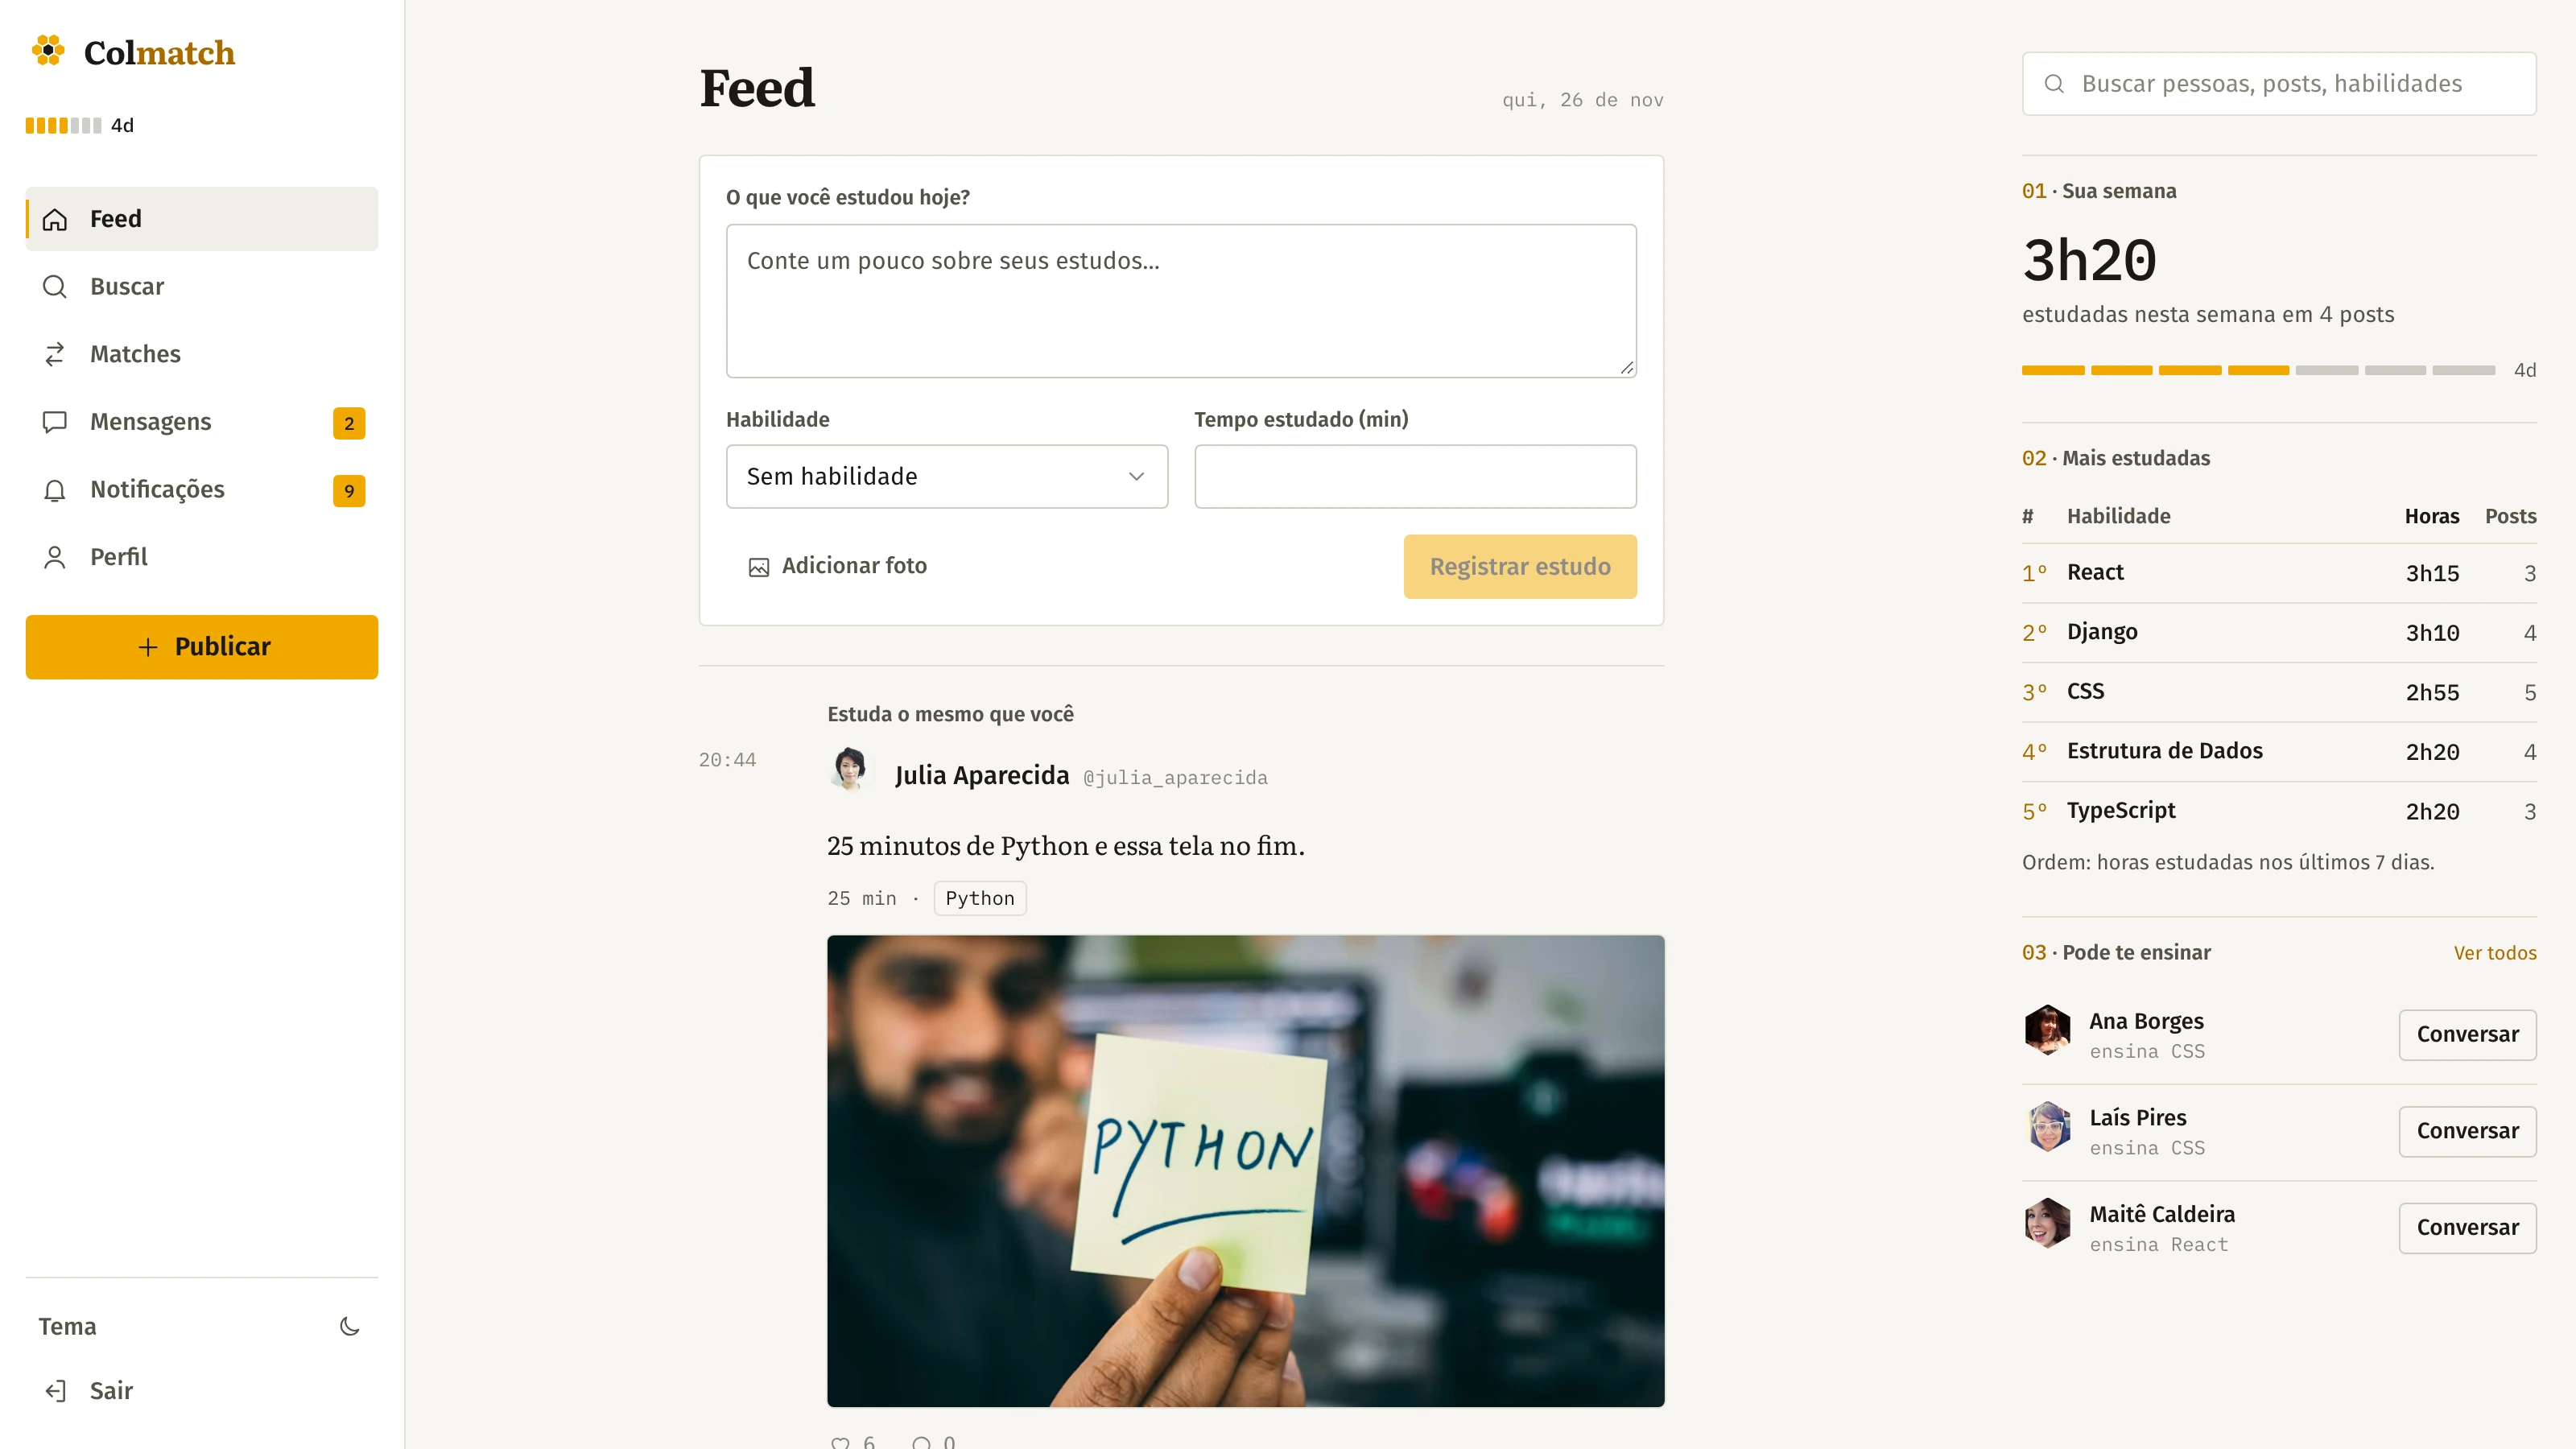 Colmatch
4d
Feed
Buscar
Matches
Mensagens 2
Notificações 9
Perfil
+ Publicar
Tema
Sair
Feed
qui, 26 de nov
O que você estudou hoje?
Conte um pouco sobre seus estudos...
Habilidade
Tempo estudado (min)
Sem habilidade
Adicionar foto
Registrar estudo
Estuda o mesmo que você
20:44
Julia Aparecida @julia_aparecida
25 minutos de Python e essa tela no fim.
25 min · Python
PYTHON
6 0
Buscar pessoas, posts, habilidades
01 · Sua semana
3h20
estudadas nesta semana em 4 posts
4d
02 · Mais estudadas
# Habilidade Horas Posts
1º React 3h15 3
2º Django 3h10 4
3º CSS 2h55 5
4º Estrutura de Dados 2h20 4
5º TypeScript 2h20 3
Ordem: horas estudadas nos últimos 7 dias.
03 · Pode te ensinar Ver todos
Ana Borges
ensina CSS
Conversar
Laís Pires
ensina CSS
Conversar
Maitê Caldeira
ensina React
Conversar